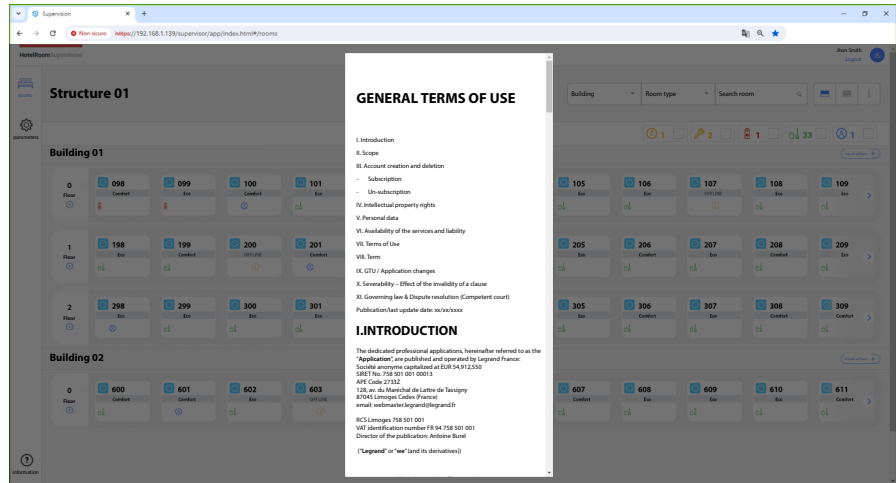 Supervision
Non sicuro https://192.168.1.139/supervisor/app/index.html#/rooms
HotelRoom Supervision
Jhon Smith
Logout
rooms
parameters
information
Structure 01
Building
Room type
Search room
1 2 1 33 1
Building 01
0 Floor
098 Comfort
099 Eco
100 Comfort
101 Eco
105 Eco
106 Eco
107 OFFLINE
108 Eco
109 Eco
1 Floor
198 Eco
199 Comfort
200 OFFLINE
201 Comfort
205 Eco
206 Comfort
207 Eco
208 Comfort
209 Eco
2 Floor
298 Eco
299 Eco
300 Eco
301 Eco
305 Eco
306 Comfort
307 Eco
308 Eco
309 Comfort
Building 02
0 Floor
600 Comfort
601 Comfort
602 Eco
603 OFFLINE
607 Comfort
608 Eco
609 Eco
610 Eco
611 Comfort
GENERAL TERMS OF USE
I. Introduction
II. Scope
III. Account creation and deletion
- Subscription
- Un-subscription
IV. Intellectual property rights
V. Personal data
VI. Availability of the services and liability
VII. Terms of Use
VIII. Term
IX. GTU / Application changes
X. Severability – Effect of the invalidity of a clause
XI. Governing law & Dispute resolution (Competent court)
Publication/last update date: xx/xx/xxxx
I.INTRODUCTION
The dedicated professional applications, hereinafter referred to as the
"Application", are published and operated by Legrand France:
Société anonyme capitalized at EUR 54,912,550
SIRET No. 758 501 001 00013
APE Code 2733Z
128, av. du Maréchal de Lattre de Tassigny
87045 Limoges Cedex (France)
email: webmaster.legrand@legrand.fr
RCS Limoges 758 501 001
VAT identification number FR 94 758 501 001
Director of the publication: Antoine Burel
("Legrand" or "we" (and its derivatives))